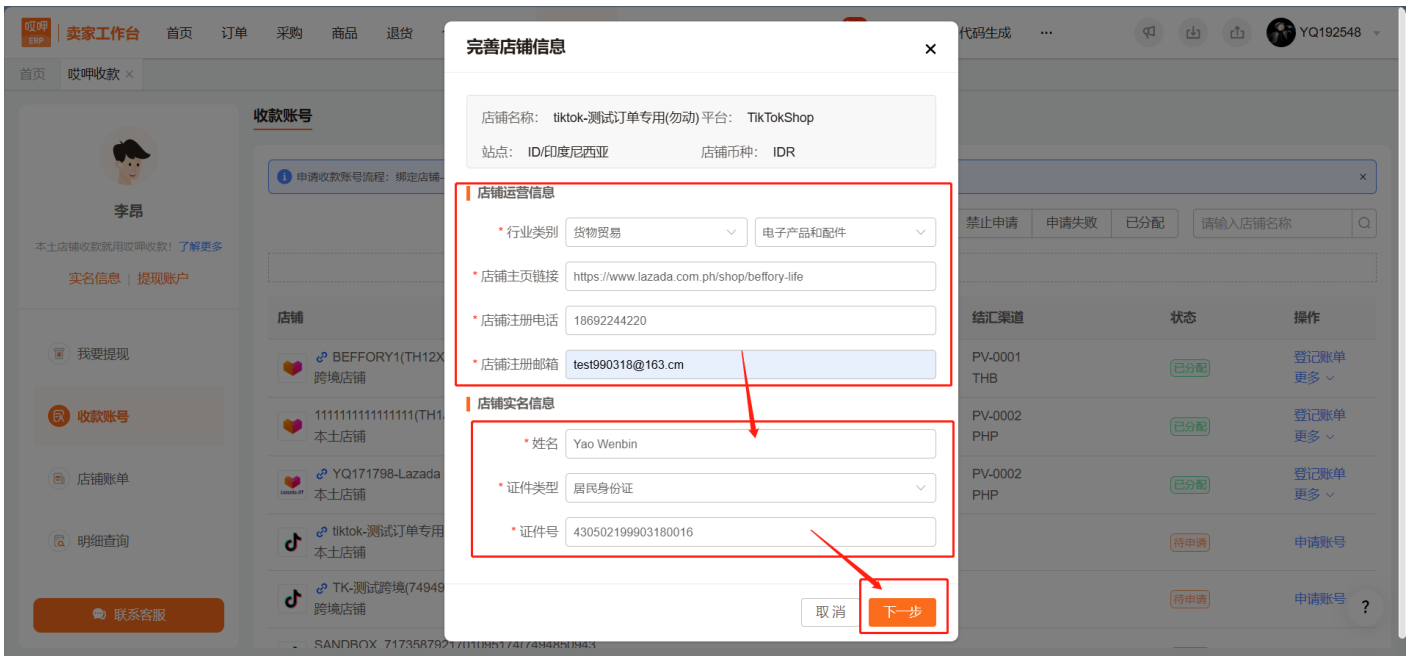 哎呷 ERP 卖家工作台 首页 订单 采购 商品 退货 代码生成 ··· YQ192548
首页 哎呷收款 ×
李昂
本土店铺收款就用哎呷收款！了解更多
实名信息 | 提现账户
我要提现
收款账号
店铺账单
明细查询
联系客服
收款账号
申请收款账号流程：绑定店铺 ×
禁止申请 申请失败 已分配 请输入店铺名称
店铺 结汇渠道 状态 操作
BEFFORY1(TH12X PV-0001 已分配 登记账单
跨境店铺 THB 更多
1111111111111111(TH1 PV-0002 已分配 登记账单
本土店铺 PHP 更多
YQ171798-Lazada PV-0002 已分配 登记账单
本土店铺 PHP 更多
tiktok-测试订单专用 待申请 申请账号
本土店铺
TK-测试跨境(74949 待申请 申请账号
跨境店铺
?
完善店铺信息 ×
店铺名称： tiktok-测试订单专用(勿动) 平台： TikTokShop
站点： ID/印度尼西亚 店铺币种： IDR
店铺运营信息
* 行业类别 货物贸易 电子产品和配件
* 店铺主页链接 https://www.lazada.com.ph/shop/beffory-life
* 店铺注册电话 18692244220
* 店铺注册邮箱 test990318@163.cm
店铺实名信息
* 姓名 Yao Wenbin
* 证件类型 居民身份证
* 证件号 430502199903180016
取消 下一步